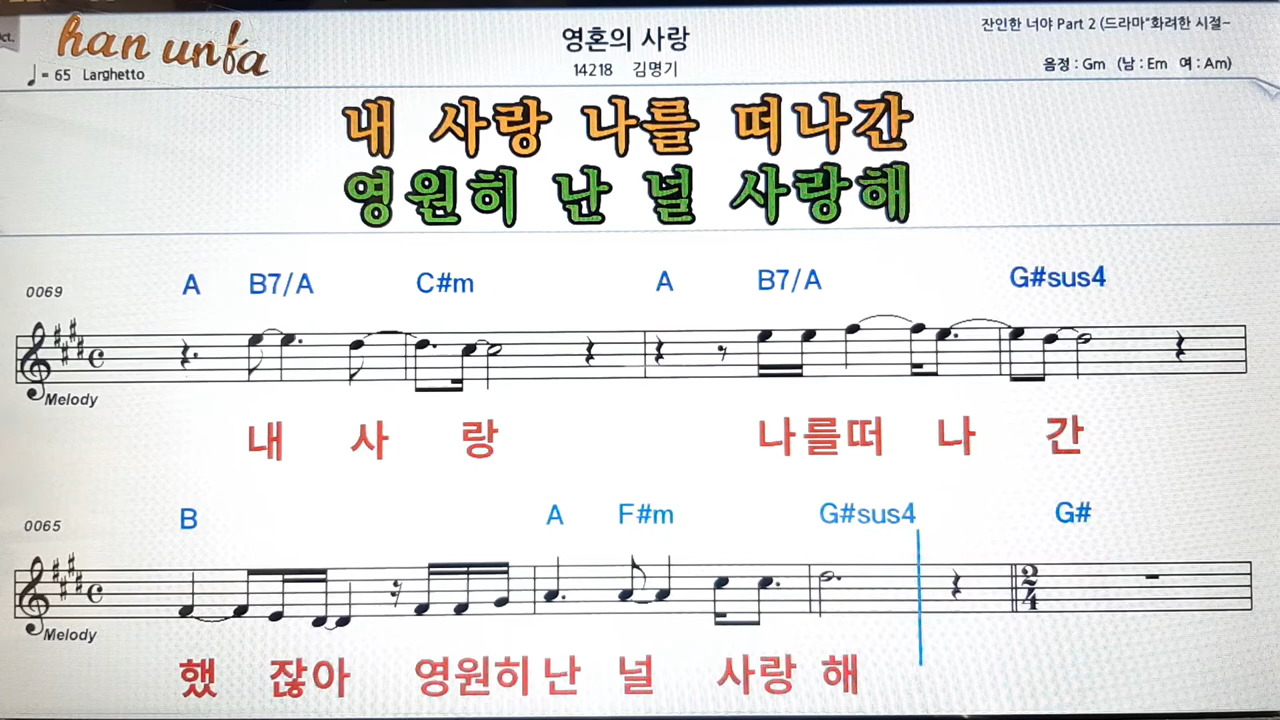 ct.
han unfa
영혼의 사랑
잔인한 너야 Part 2 (드라마"화려한 시절~
♩= 65 Larghetto
14218 김명기
음정 : Gm (남 : Em 여 : Am)
내 사랑 나를 떠나간
영원히 난 널 사랑해
0069
A B7/A C#m A B7/A G#sus4
Melody
내 사 랑 나를떠 나 간
0065
B A F#m G#sus4 G#
2
4
Melody
했 잖아 영원히 난 널 사랑 해